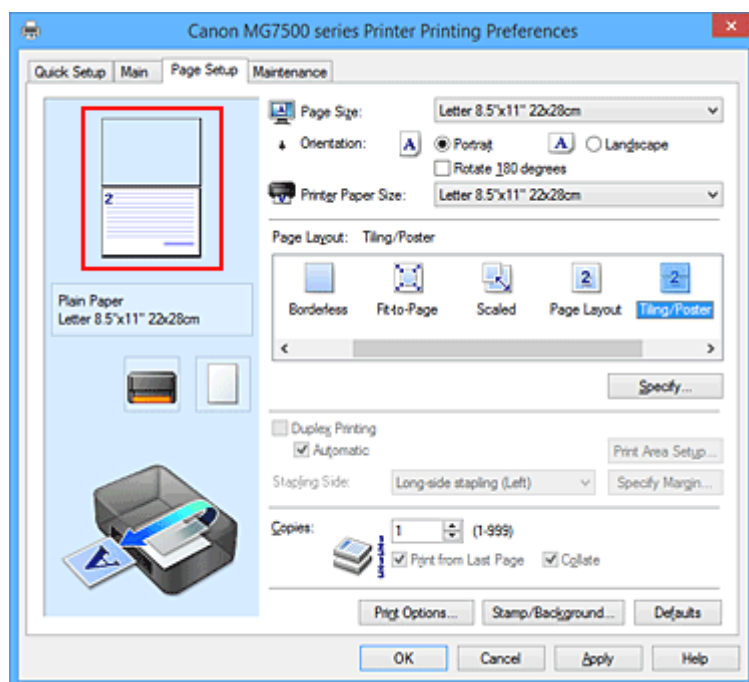 Canon MG7500 series Printer Printing Preferences
Quick Setup Main Page Setup Maintenance
2
Plain Paper
Letter 8.5"x11" 22x28cm
Page Size: Letter 8.5"x11" 22x28cm
Orientation: A Portrait A Landscape
Rotate 180 degrees
Printer Paper Size: Letter 8.5"x11" 22x28cm
Page Layout: Tiling/Poster
2 2
Borderless Fit-to-Page Scaled Page Layout Tiling/Poster
Specify...
Duplex Printing
Automatic Print Area Setup...
Stapling Side: Long-side stapling (Left) Specify Margin...
A
Copies: 1 (1-999)
Print from Last Page Collate
Print Options... Stamp/Background... Defaults
OK Cancel Apply Help